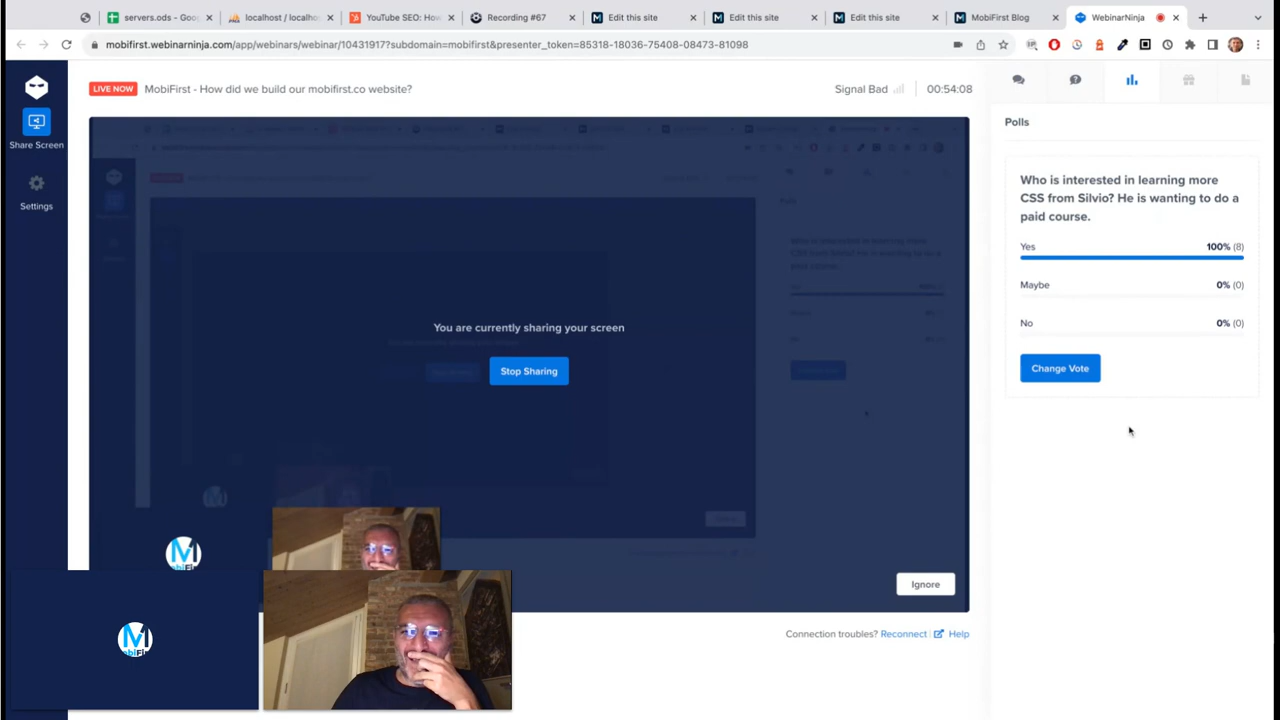 servers.ods - Goo
localhost / localho
YouTube SEO: How
Recording #67
Edit this site
Edit this site
Edit this site
MobiFirst Blog
WebinarNinja
mobifirst.webinarninja.com/app/webinars/webinar/10431917?subdomain=mobifirst&presenter_token=85318-18036-75408-08473-81098
LIVE NOW MobiFirst - How did we build our mobifirst.co website?
Signal Bad 00:54:08
Share Screen
Settings
You are currently sharing your screen
Stop Sharing
Ignore
Connection troubles? Reconnect Help
Polls
Who is interested in learning more
CSS from Silvio? He is wanting to do a
paid course.
Yes 100% (8)
Maybe 0% (0)
No 0% (0)
Change Vote